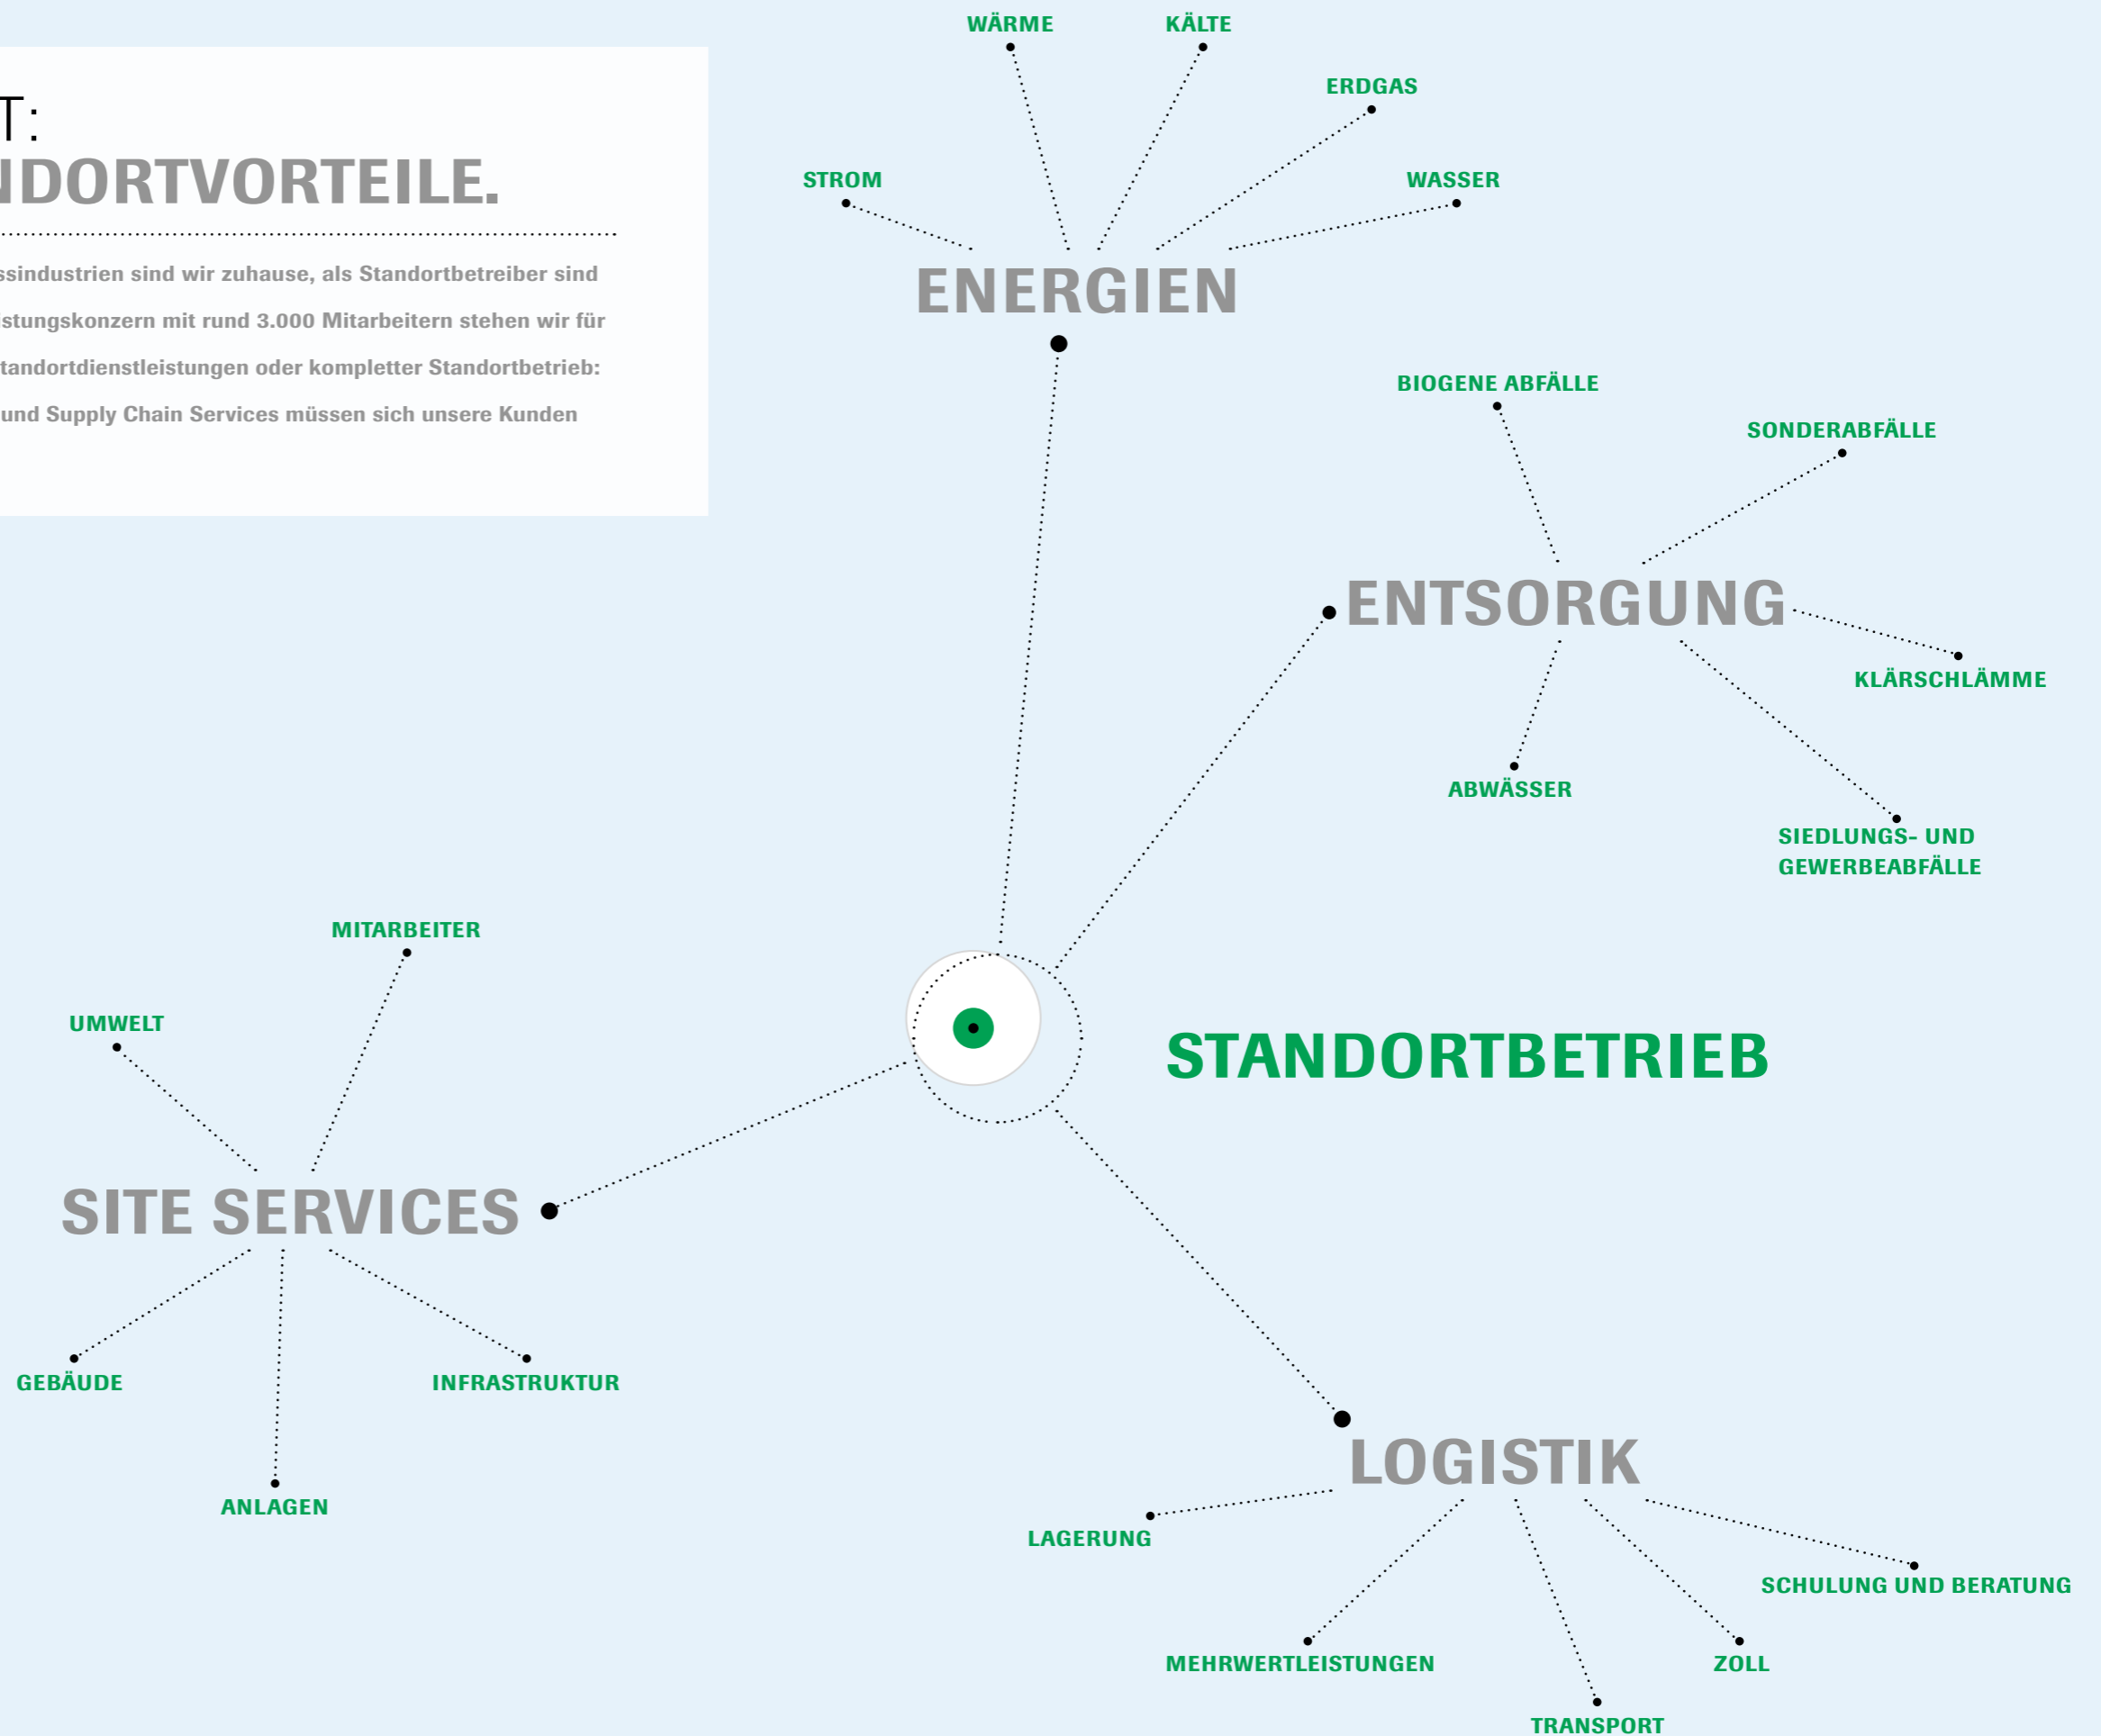 T:
NDORTVORTEILE.
ssindustrien sind wir zuhause, als Standortbetreiber sind
istungskonzern mit rund 3.000 Mitarbeitern stehen wir für
tandortdienstleistungen oder kompletter Standortbetrieb:
und Supply Chain Services müssen sich unsere Kunden
WÄRME
KÄLTE
ERDGAS
STROM
WASSER
ENERGIEN
BIOGENE ABFÄLLE
SONDERABFÄLLE
ENTSORGUNG
KLÄRSCHLÄMME
ABWÄSSER
SIEDLUNGS- UND
GEWERBEABFÄLLE
STANDORTBETRIEB
MITARBEITER
UMWELT
SITE SERVICES
GEBÄUDE
INFRASTRUKTUR
ANLAGEN
LOGISTIK
LAGERUNG
SCHULUNG UND BERATUNG
MEHRWERTLEISTUNGEN
ZOLL
TRANSPORT